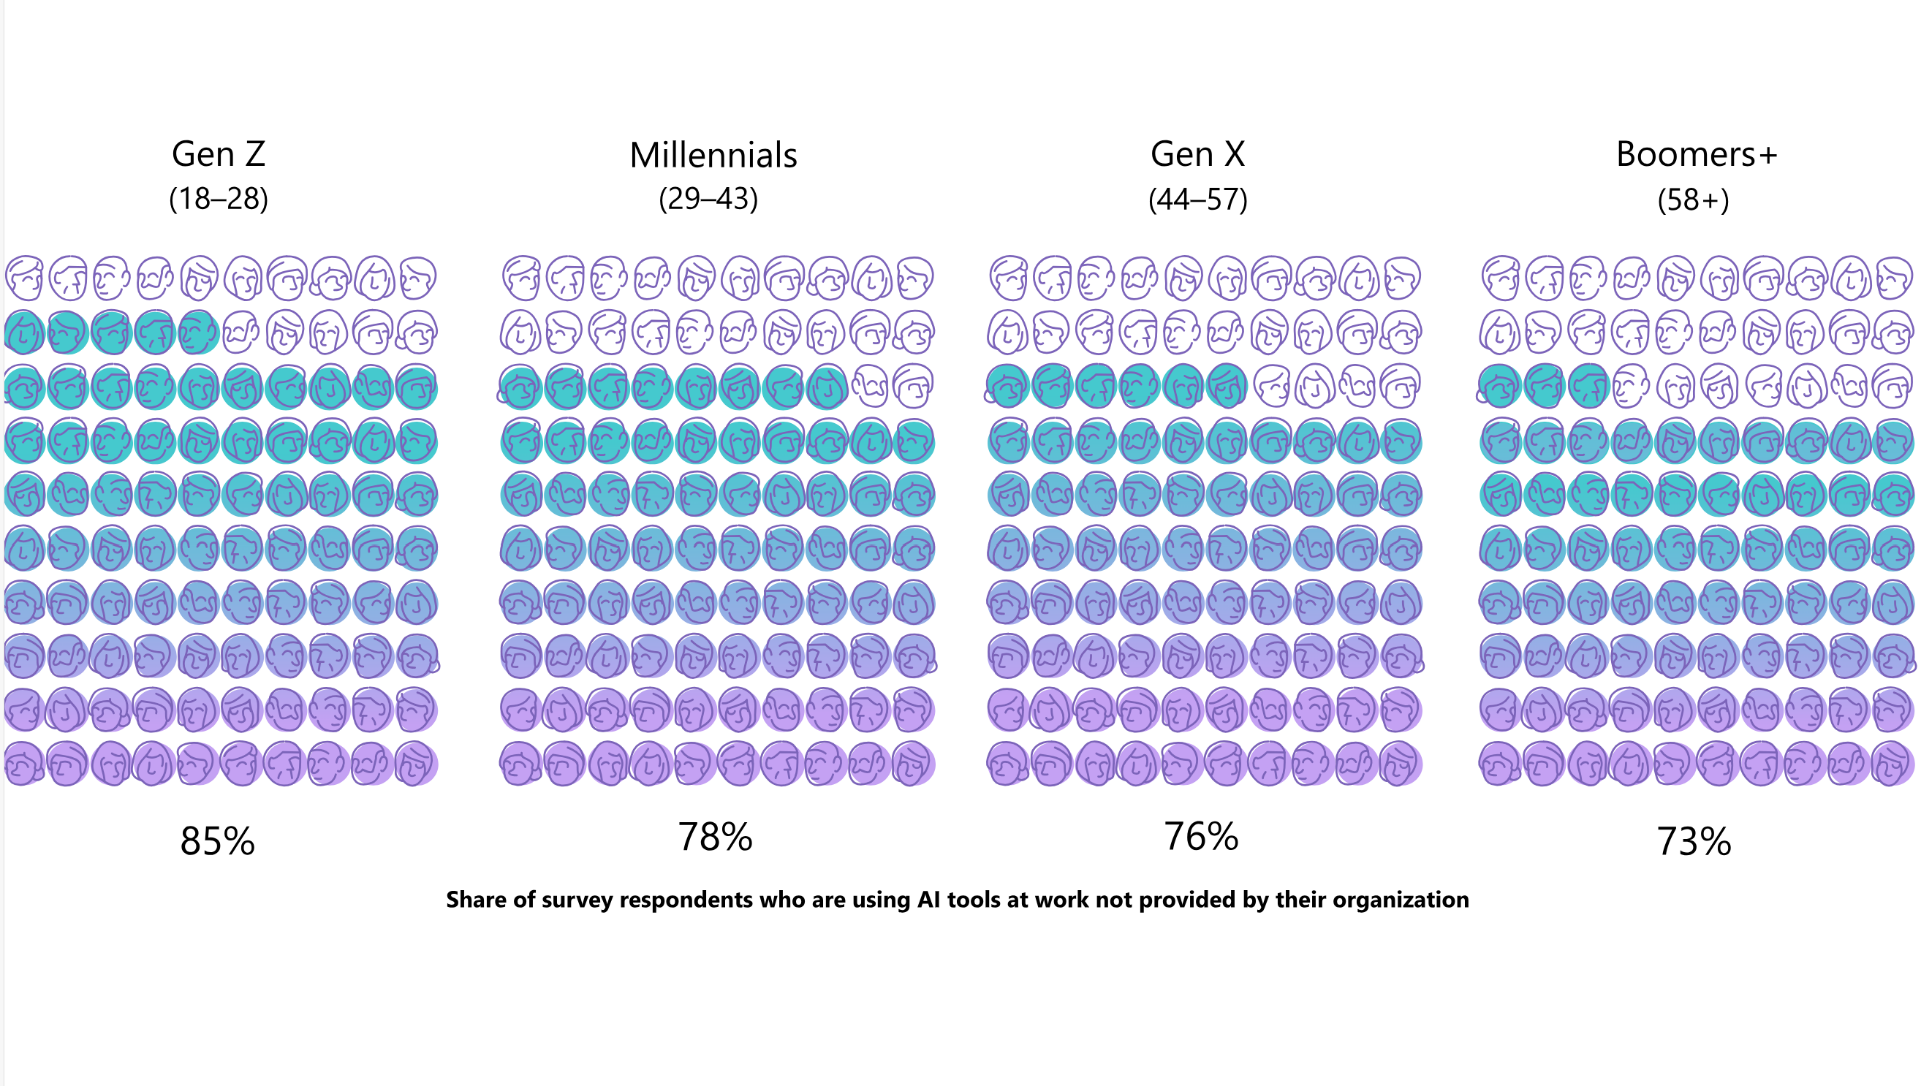 Gen Z
(18–28)
Millennials
(29–43)
Gen X
(44–57)
Boomers+
(58+)
85%
78%
76%
73%
Share of survey respondents who are using AI tools at work not provided by their organization